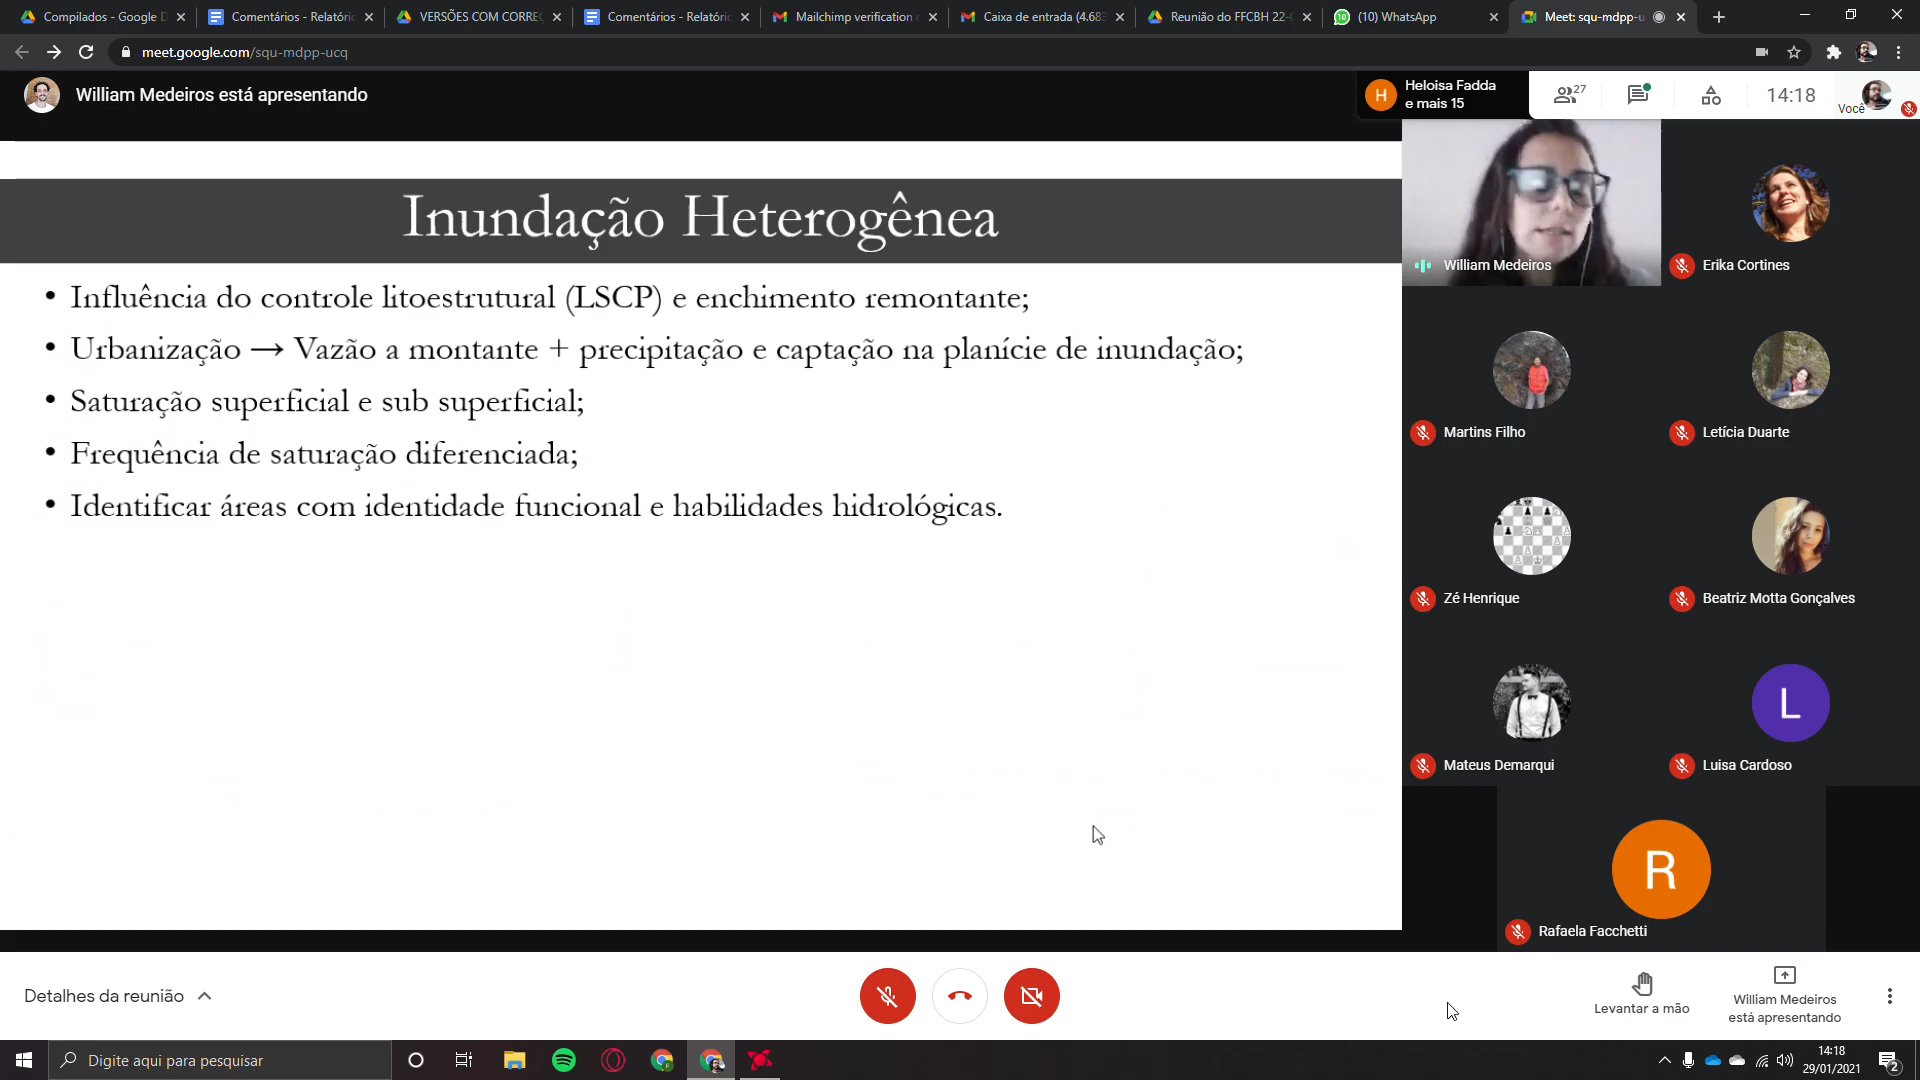 Compilados - Google D
Comentários - Relatório
VERSÕES COM CORREÇ
Comentários - Relatório
Mailchimp verification
Caixa de entrada (4.683
Reunião do FFCBH 22-
(10) WhatsApp
Meet: squ-mdpp-u
meet.google.com/squ-mdpp-ucq
William Medeiros está apresentando
H
Heloisa Fadda
e mais 15
27
14:18
Você
Inundação Heterogênea
• Influência do controle litoestrutural (LSCP) e enchimento remontante;
• Urbanização → Vazão a montante + precipitação e captação na planície de inundação;
• Saturação superficial e sub superficial;
• Frequência de saturação diferenciada;
• Identificar áreas com identidade funcional e habilidades hidrológicas.
William Medeiros
Erika Cortines
Martins Filho
Letícia Duarte
Zé Henrique
Beatriz Motta Gonçalves
Mateus Demarqui
L
Luisa Cardoso
R
Rafaela Facchetti
Detalhes da reunião
Levantar a mão
William Medeiros
está apresentando
Digite aqui para pesquisar
14:18
29/01/2021
2